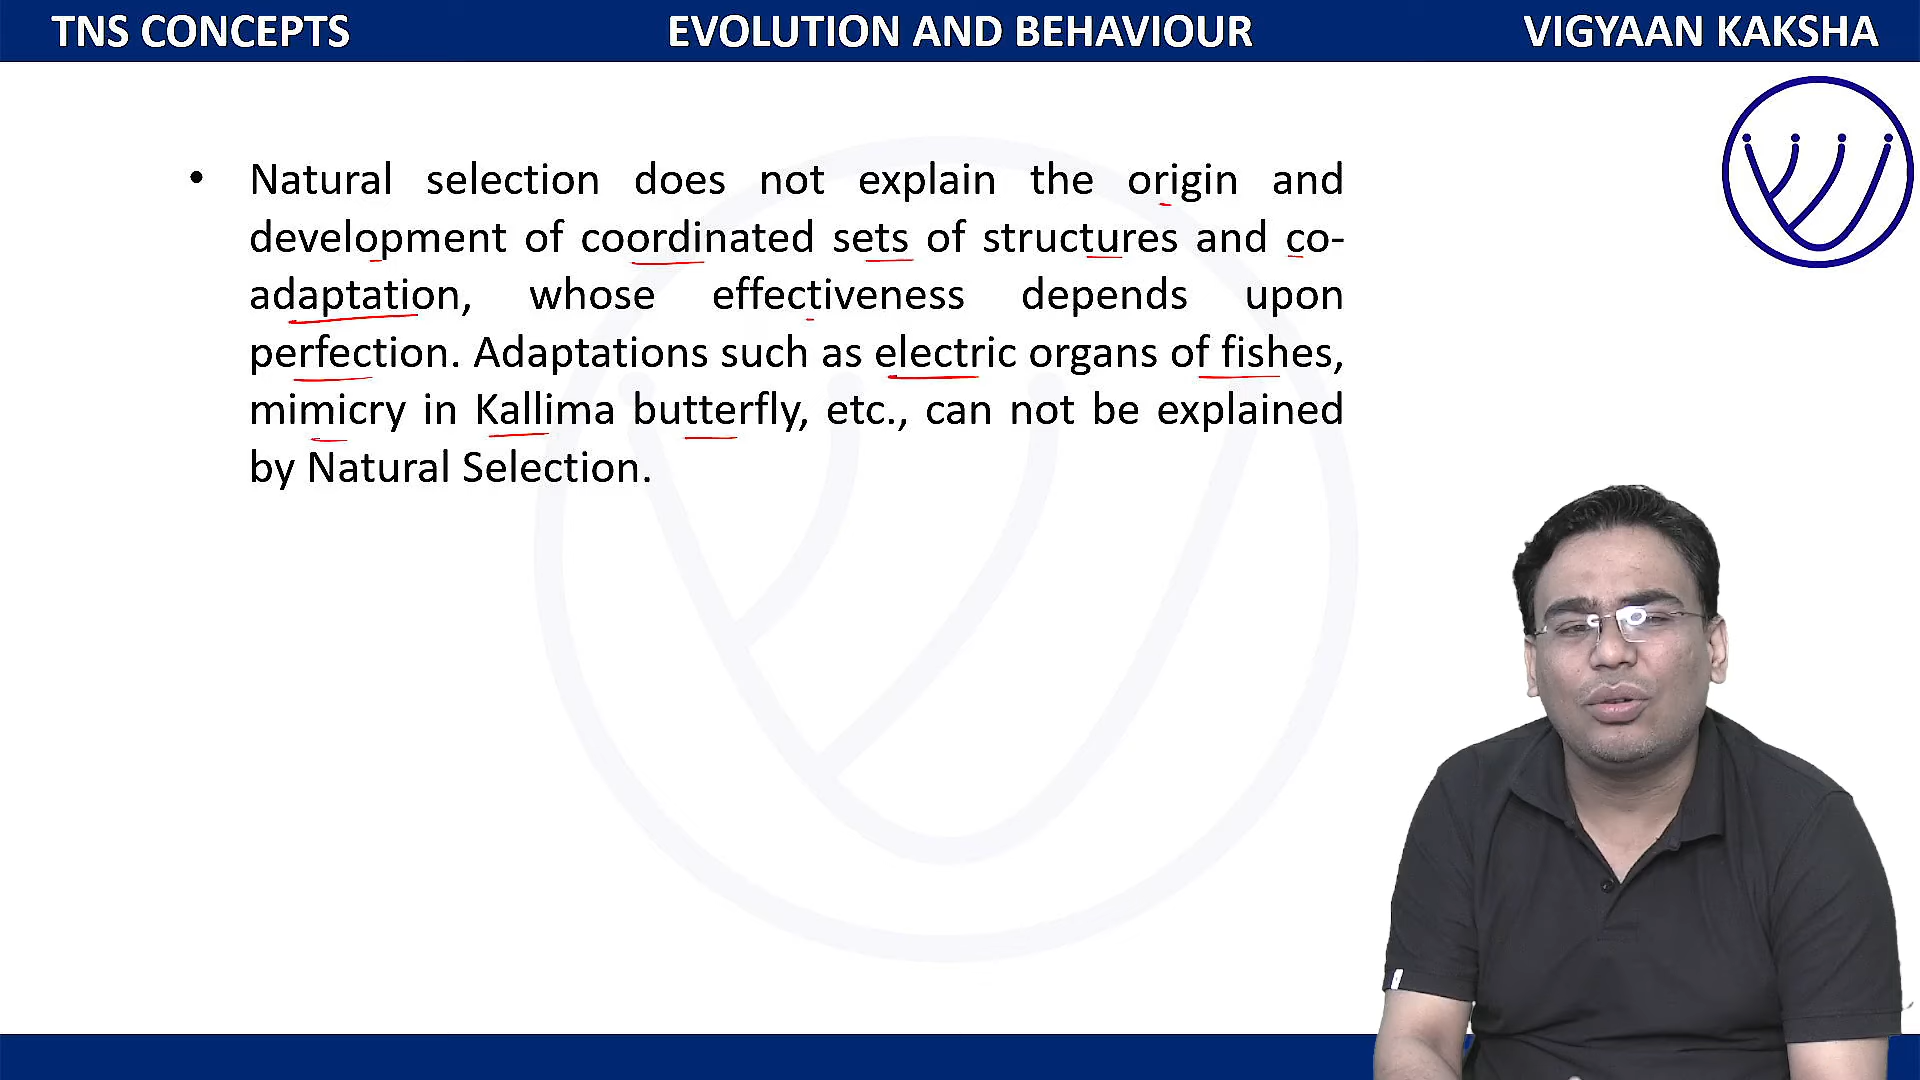 TNS CONCEPTS EVOLUTION AND BEHAVIOUR VIGYAAN KAKSHA
• Natural selection does not explain the origin and
development of coordinated sets of structures and co-
adaptation, whose effectiveness depends upon
perfection. Adaptations such as electric organs of fishes,
mimicry in Kallima butterfly, etc., can not be explained
by Natural Selection.